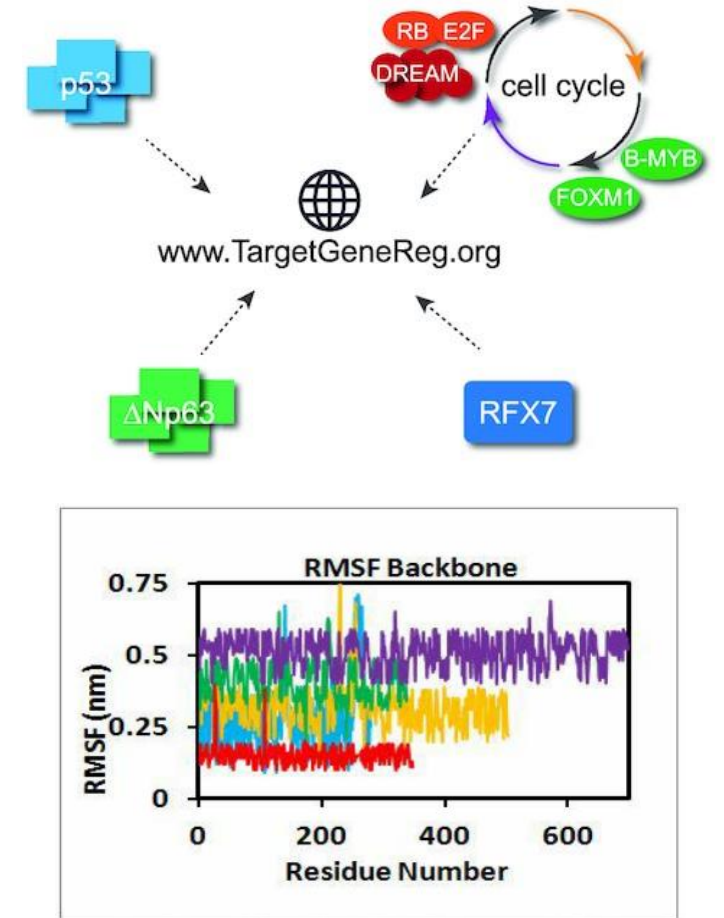 p53
RB E2F
DREAM
cell cycle
B-MYB
FOXM1
www.TargetGeneReg.org
ΔNp63
RFX7
RMSF Backbone
0.75
0.5
0.25
0
RMSF (nm)
0 200 400 600
Residue Number